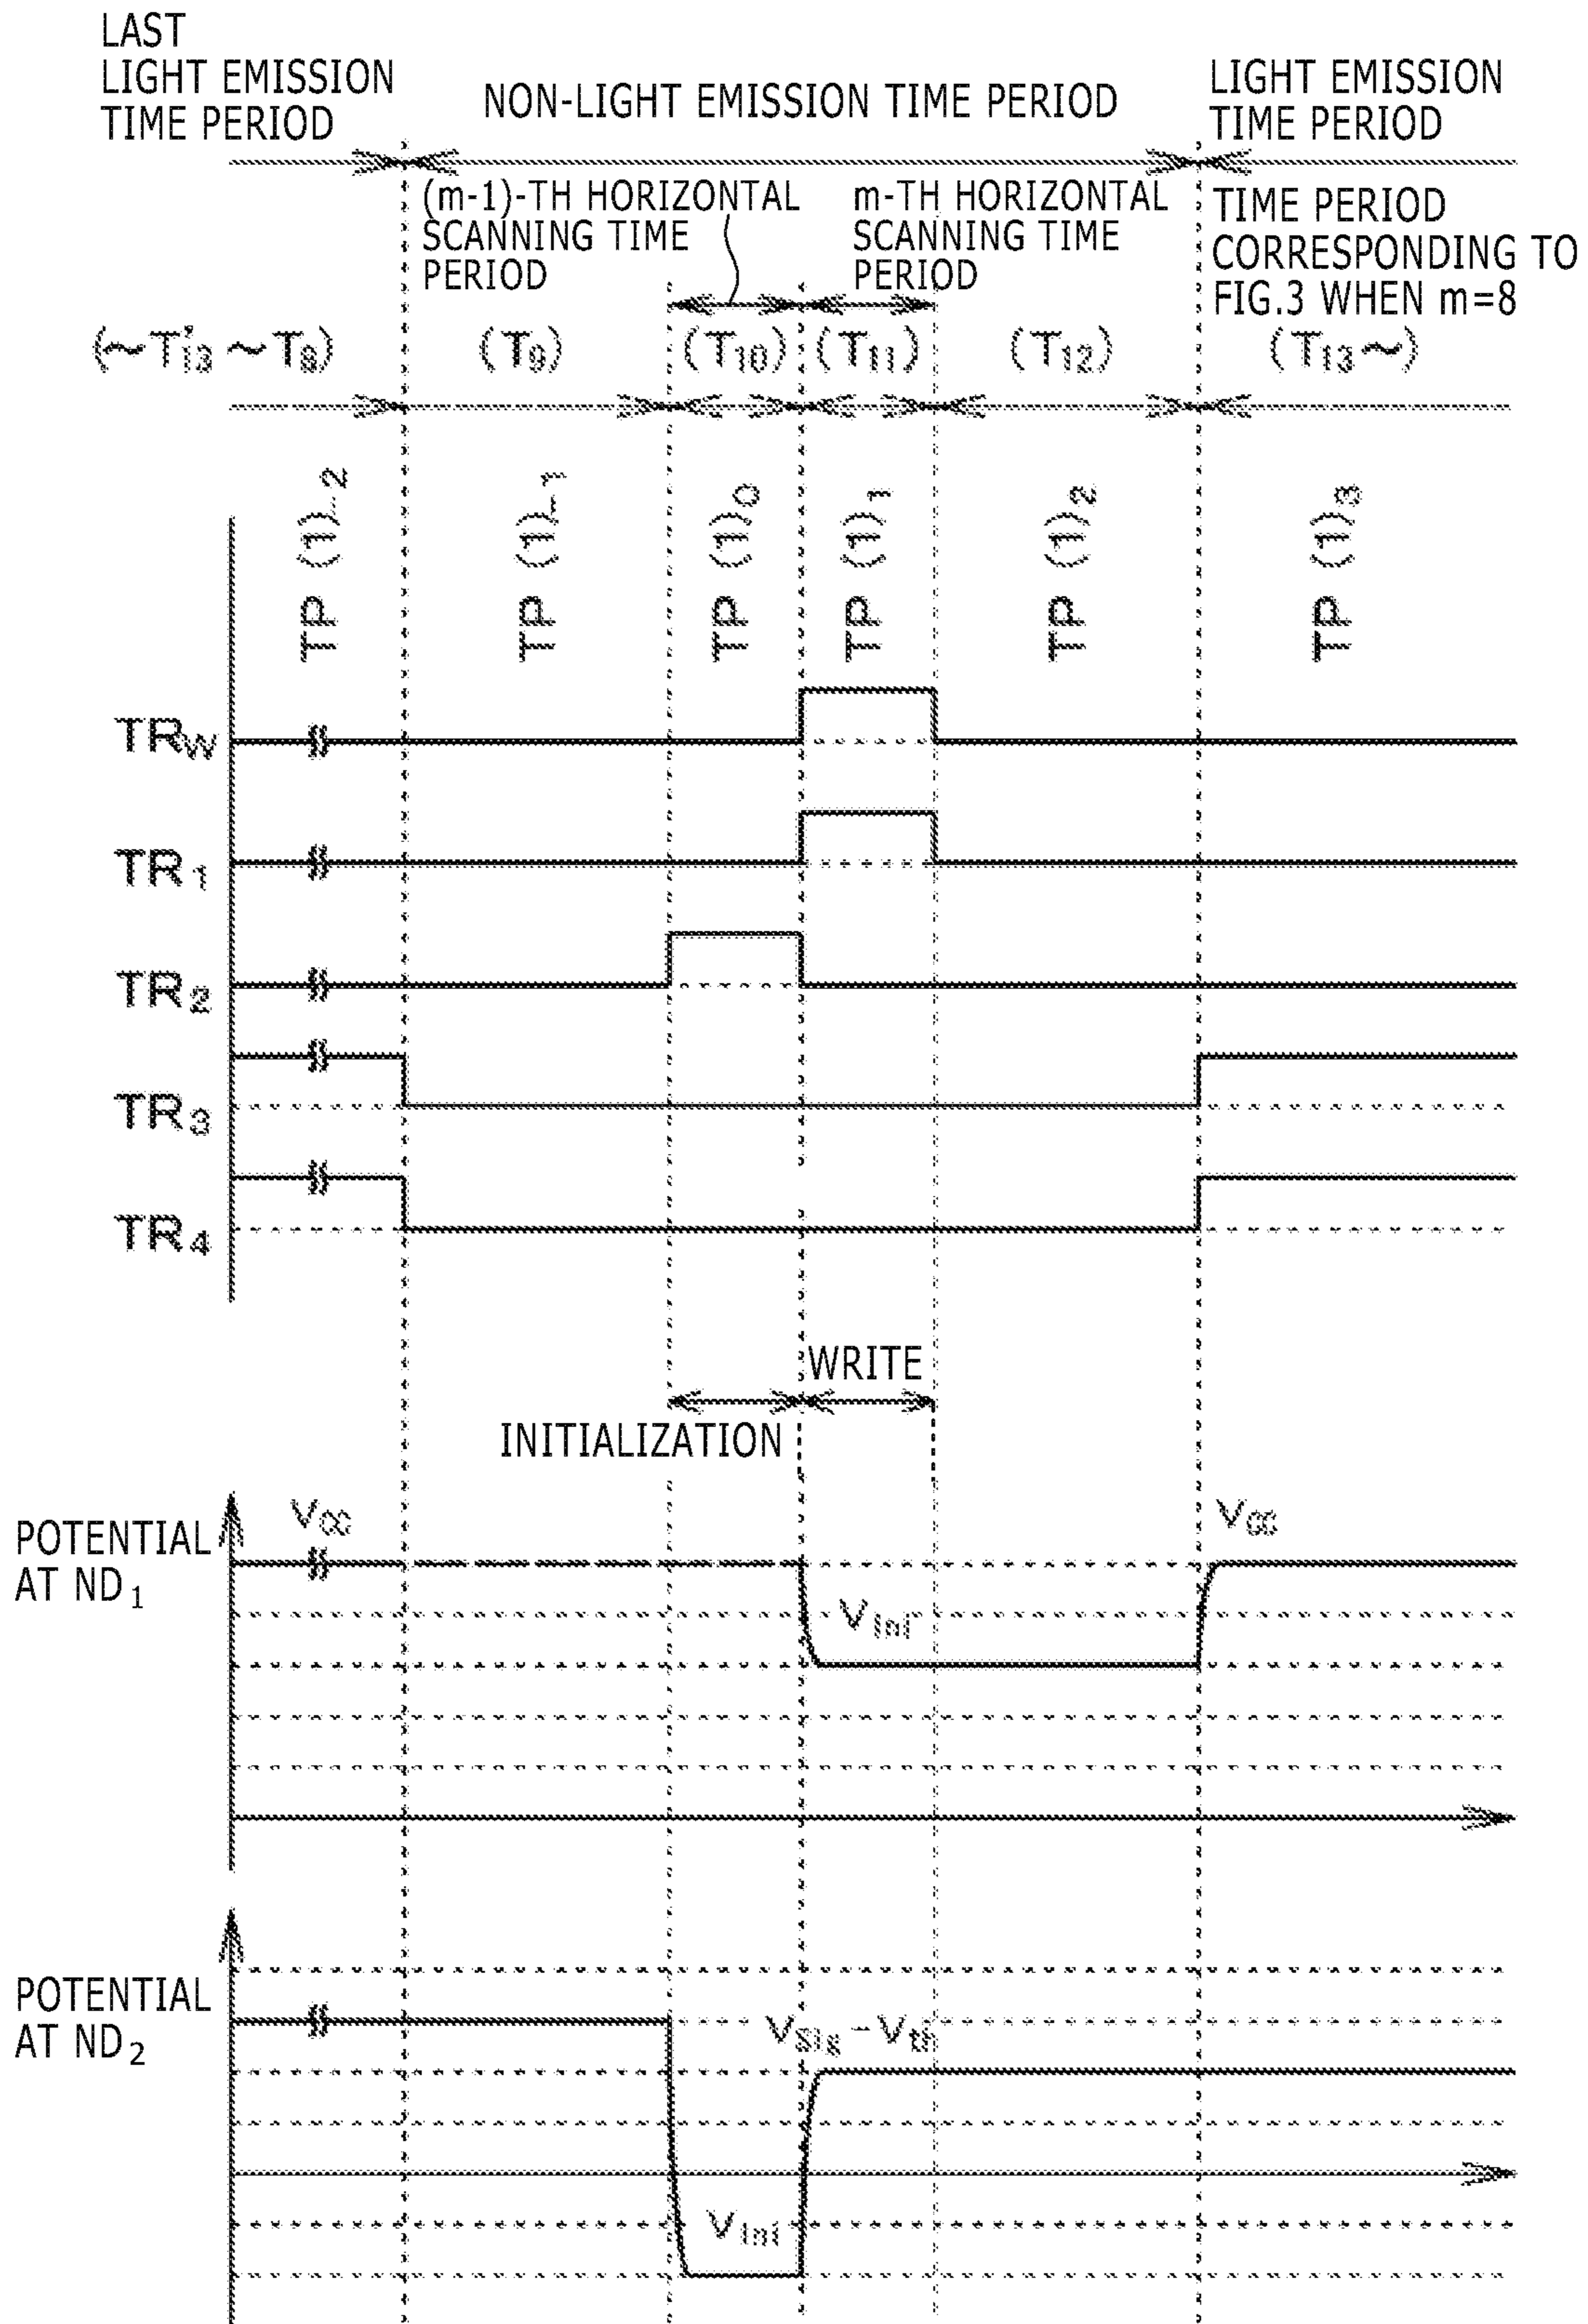 LAST
LIGHT EMISSION
TIME PERIOD
NON-LIGHT EMISSION TIME PERIOD
LIGHT EMISSION
TIME PERIOD
(m-1)-TH HORIZONTAL
SCANNING TIME
PERIOD
m-TH HORIZONTAL
SCANNING TIME
PERIOD
TIME PERIOD
CORRESPONDING TO
FIG.3 WHEN m=8
(~T'13 ~T8)
(T9)
(T10)
(T11)
(T12)
(T13~)
TP (1)-2
TP (1)-1
TP (1)0
TP (1)1
TP (1)2
TP (1)3
TRW
TR1
TR2
TR3
TR4
WRITE
INITIALIZATION
POTENTIAL
AT ND1
VCC
VCC
VIni
POTENTIAL
AT ND2
VSig-Vth
VIni